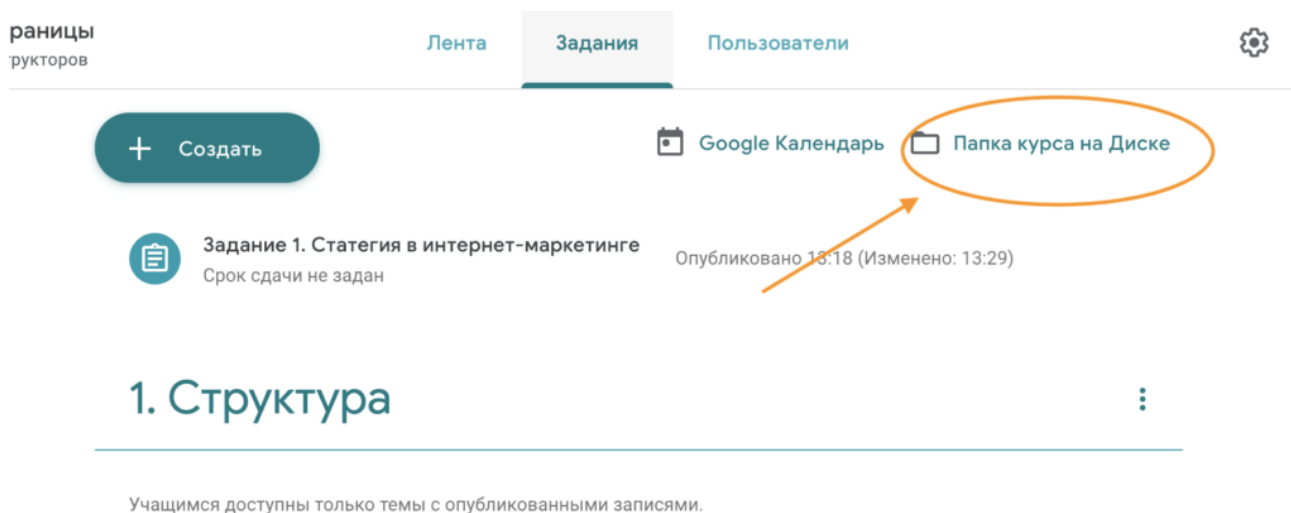 раницы
рукторов
Лента
Задания
Пользователи
Создать
Google Календарь
Папка курса на Диске
Задание 1. Статегия в интернет-маркетинге
Срок сдачи не задан
Опубликовано 13:18 (Изменено: 13:29)
1. Структура
Учащимся доступны только темы с опубликованными записями.